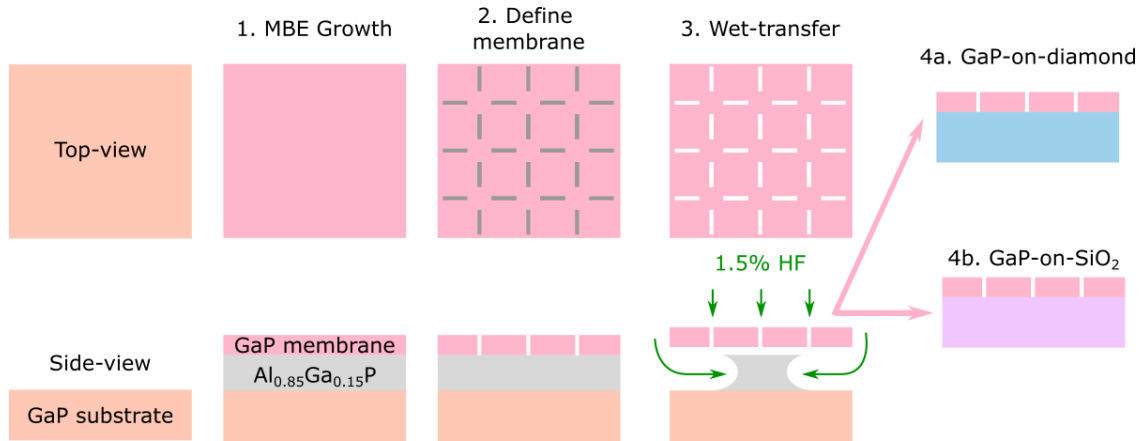 1. MBE Growth
2. Define
membrane
3. Wet-transfer
4a. GaP-on-diamond
Top-view
1.5% HF
4b. GaP-on-SiO₂
Side-view
GaP membrane
Al₀.₈₅Ga₀.₁₅P
GaP substrate